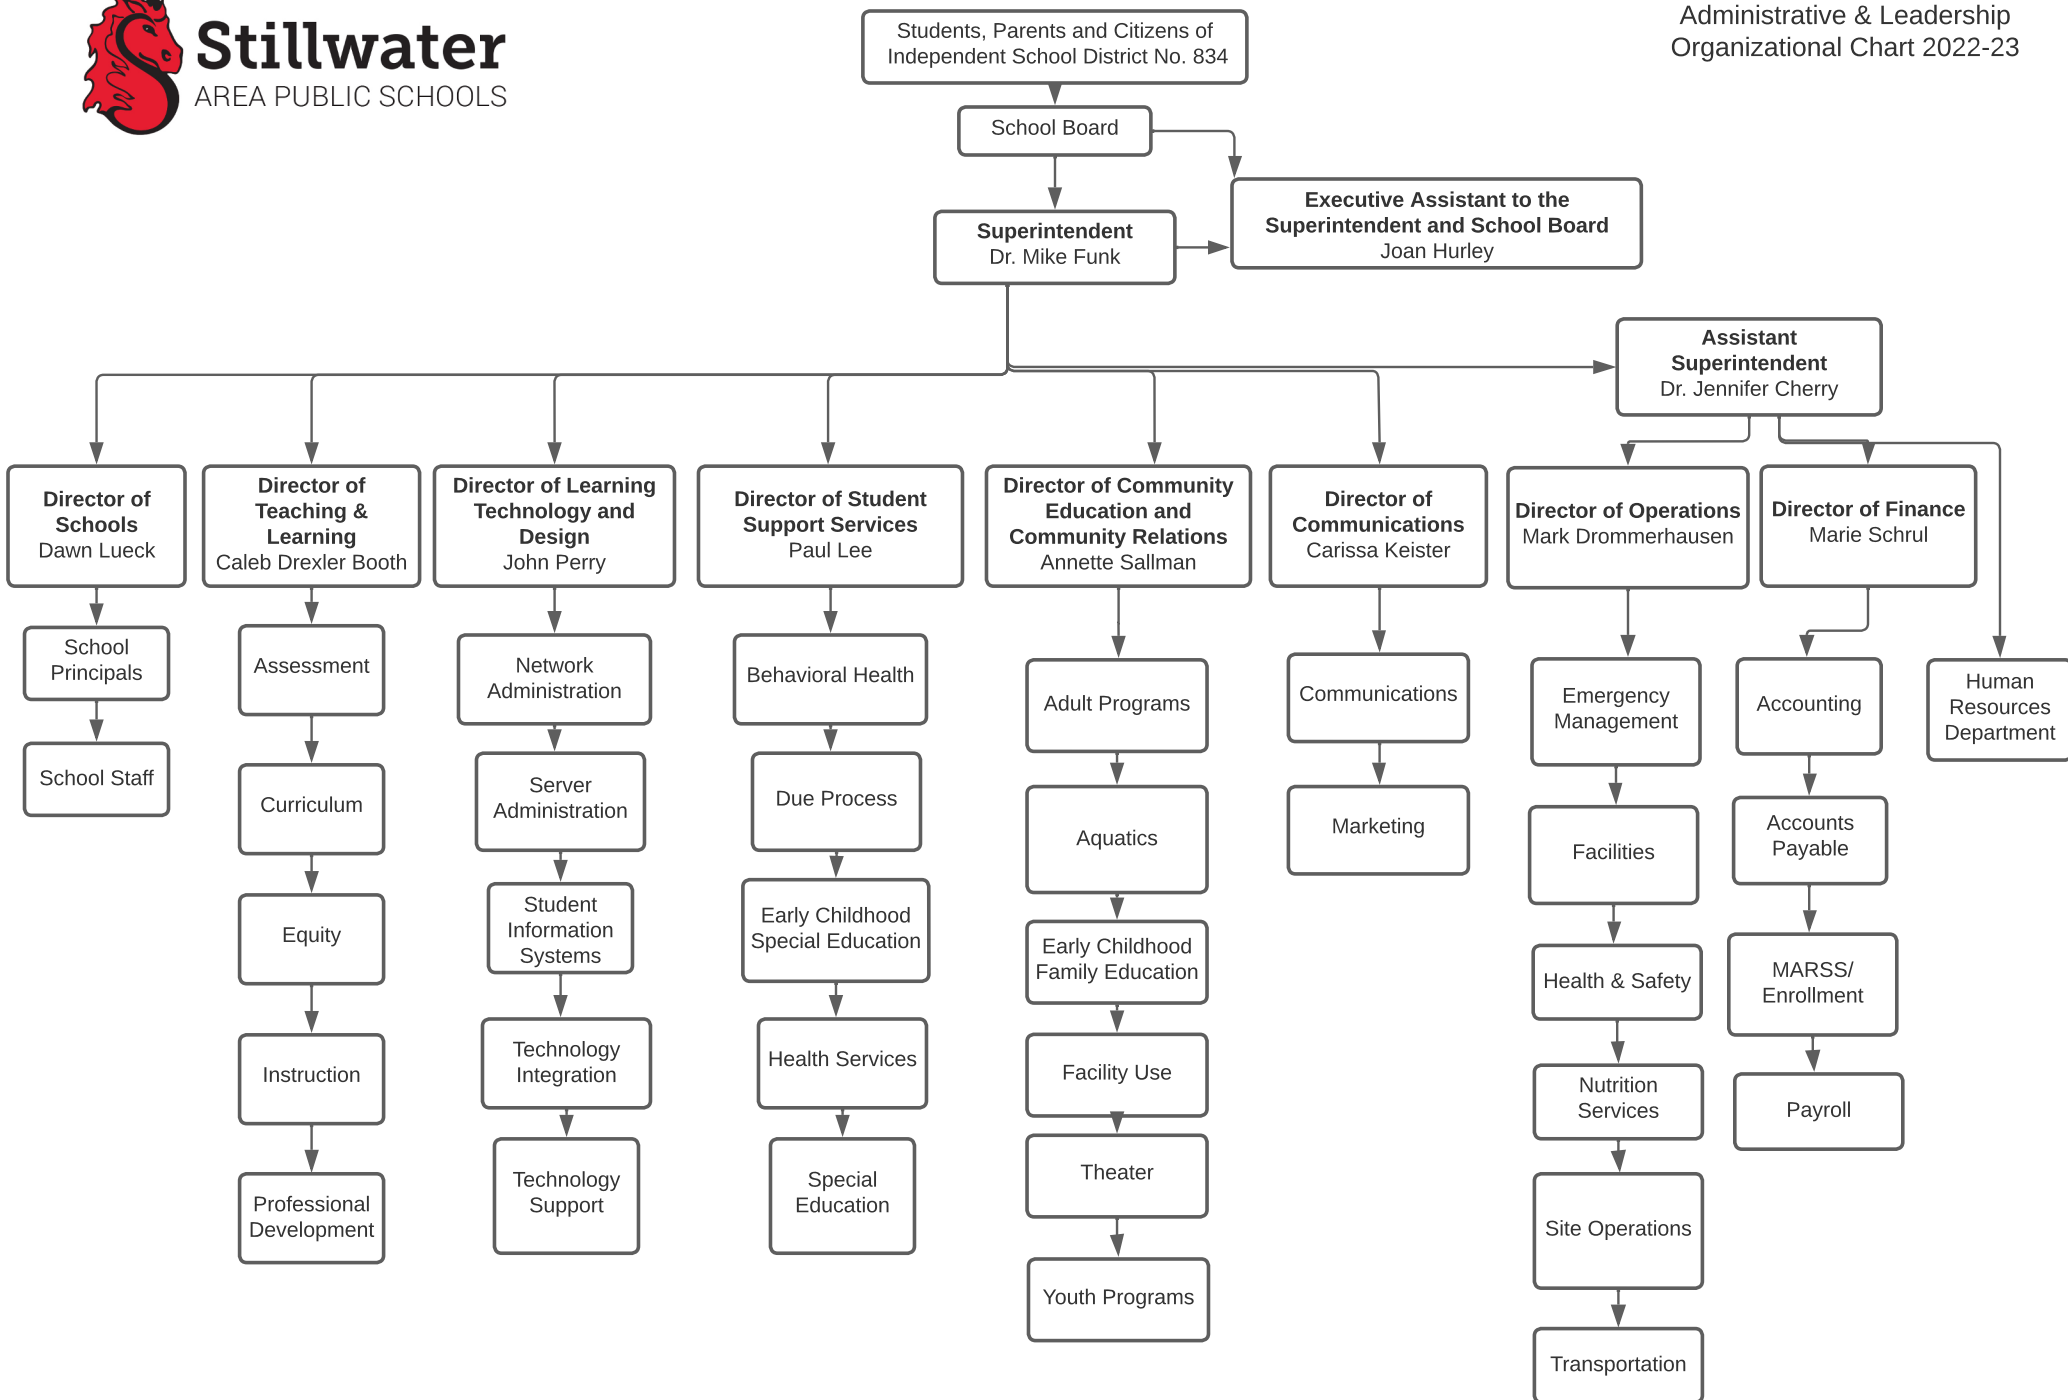 Stillwater
AREA PUBLIC SCHOOLS
Administrative & Leadership
Organizational Chart 2022-23
Students, Parents and Citizens of
Independent School District No. 834
School Board
Executive Assistant to the
Superintendent and School Board
Joan Hurley
Superintendent
Dr. Mike Funk
Assistant
Superintendent
Dr. Jennifer Cherry
Director of
Schools
Dawn Lueck
School
Principals
School Staff
Director of
Teaching &
Learning
Caleb Drexler Booth
Assessment
Curriculum
Equity
Instruction
Professional
Development
Director of Learning
Technology and
Design
John Perry
Network
Administration
Server
Administration
Student
Information
Systems
Technology
Integration
Technology
Support
Director of Student
Support Services
Paul Lee
Behavioral Health
Due Process
Early Childhood
Special Education
Health Services
Special
Education
Director of Community
Education and
Community Relations
Annette Sallman
Adult Programs
Aquatics
Early Childhood
Family Education
Facility Use
Theater
Youth Programs
Director of
Communications
Carissa Keister
Communications
Marketing
Director of Operations
Mark Drommerhausen
Emergency
Management
Facilities
Health & Safety
Nutrition
Services
Site Operations
Transportation
Director of Finance
Marie Schrul
Accounting
Accounts
Payable
MARSS/
Enrollment
Payroll
Human
Resources
Department